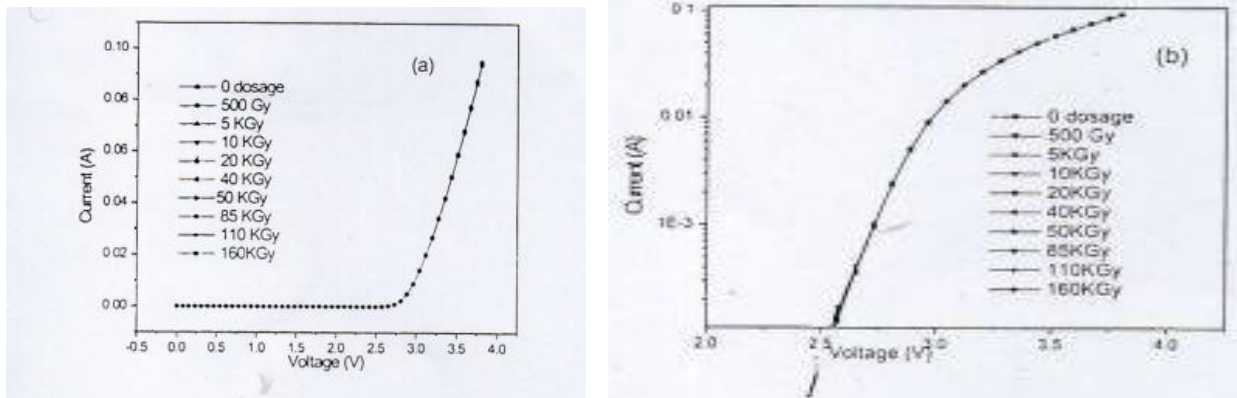 (a)
0.10
0.08
0.06
0.04
0.02
0.00
Current (A)
0 dosage
500 Gy
5 KGy
10 KGy
20 KGy
40 KGy
50 KGy
85 KGy
110 KGy
160KGy
-0.5 0.0 0.5 1.0 1.5 2.0 2.5 3.0 3.5 4.0
Voltage (V)
(b)
0.1
0.01
1E-3
Current (A)
0 dosage
500 Gy
5KGy
10KGy
20KGy
40KGy
50KGy
85KGy
110KGy
160KGy
2.0 2.5 3.0 3.5 4.0
Voltage (V)